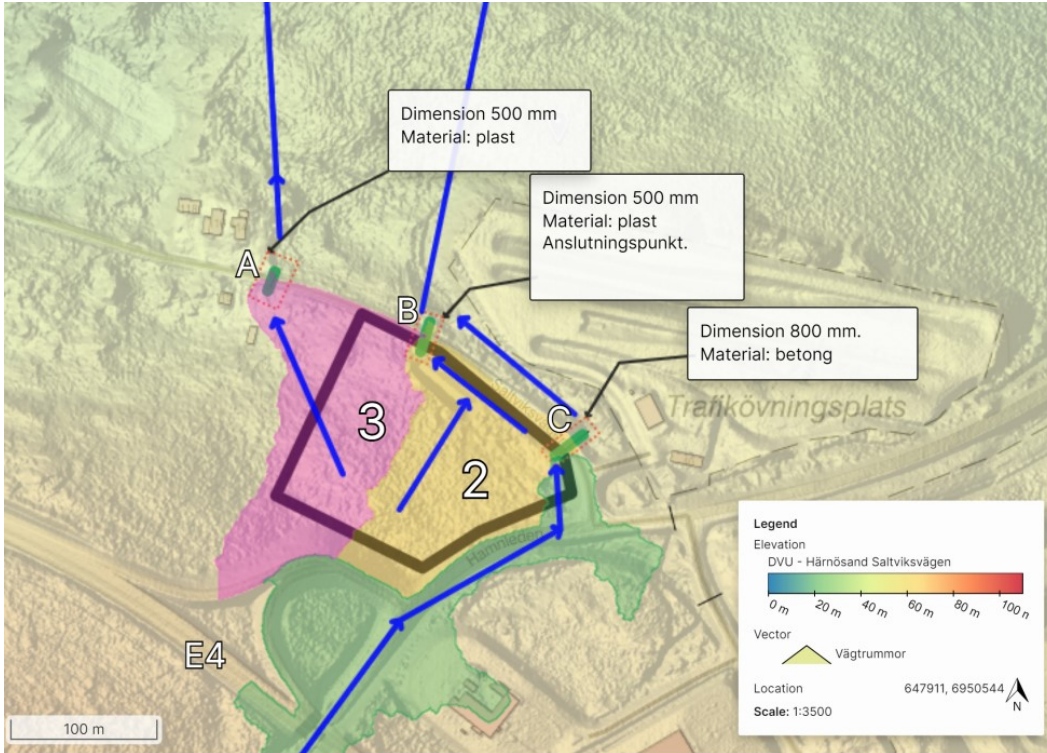 Dimension 500 mm
Material: plast
Dimension 500 mm
Material: plast
Anslutningspunkt.
A
B
Dimension 800 mm.
Material: betong
C
Trafikövningsplats
3
2
Hamnleden
E4
100 m
Legend
Elevation
DVU - Härnösand Saltviksvägen
0 m 20 m 40 m 60 m 80 m 100 n
Vector
Vägtrummor
Location 647911, 6950544
Scale: 1:3500
N